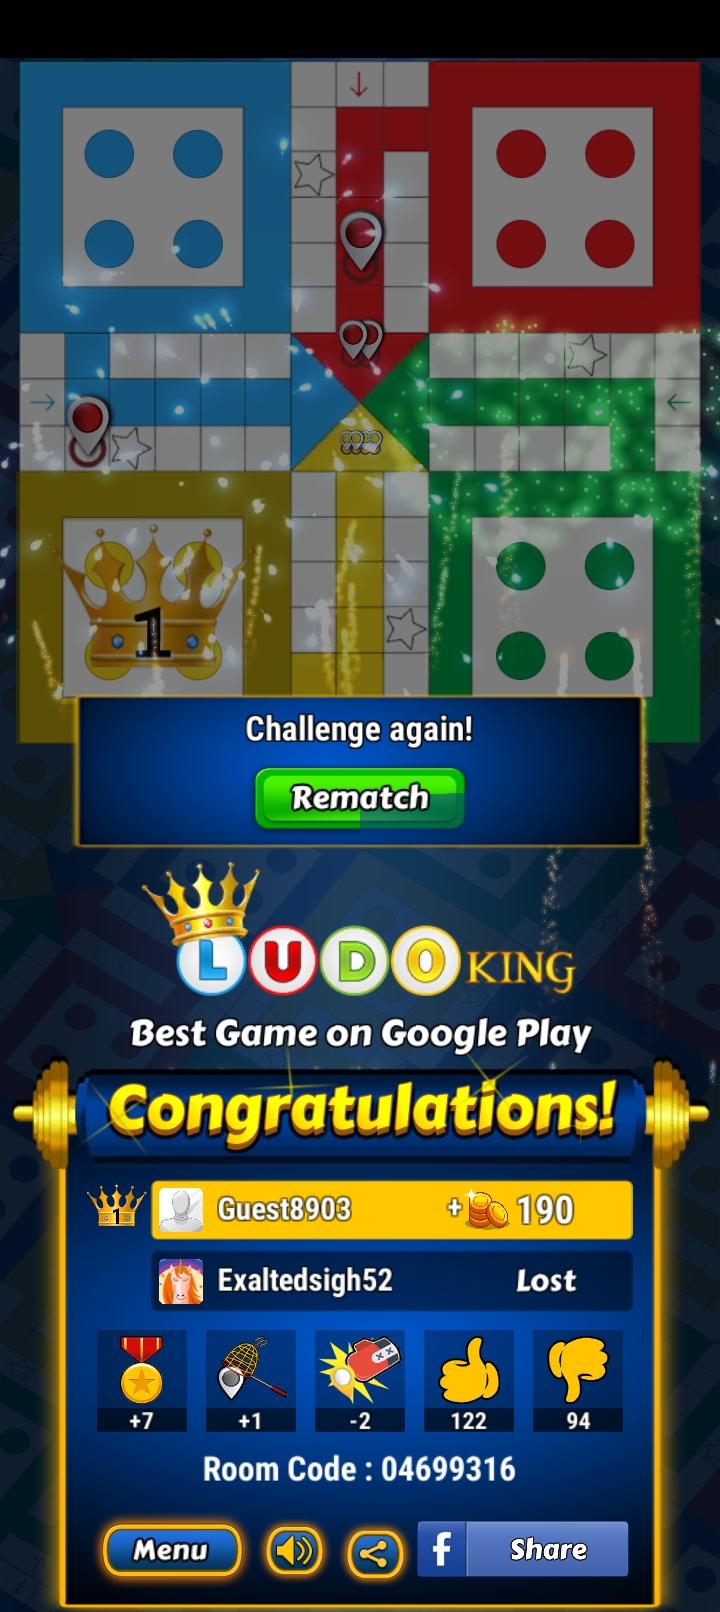 1
Challenge again!
Rematch
LUDO KING
Best Game on Google Play
Congratulations!
1 Guest8903 + 190
Exaltedsigh52 Lost
+7 +1 -2 122 94
Room Code : 04699316
Menu f Share